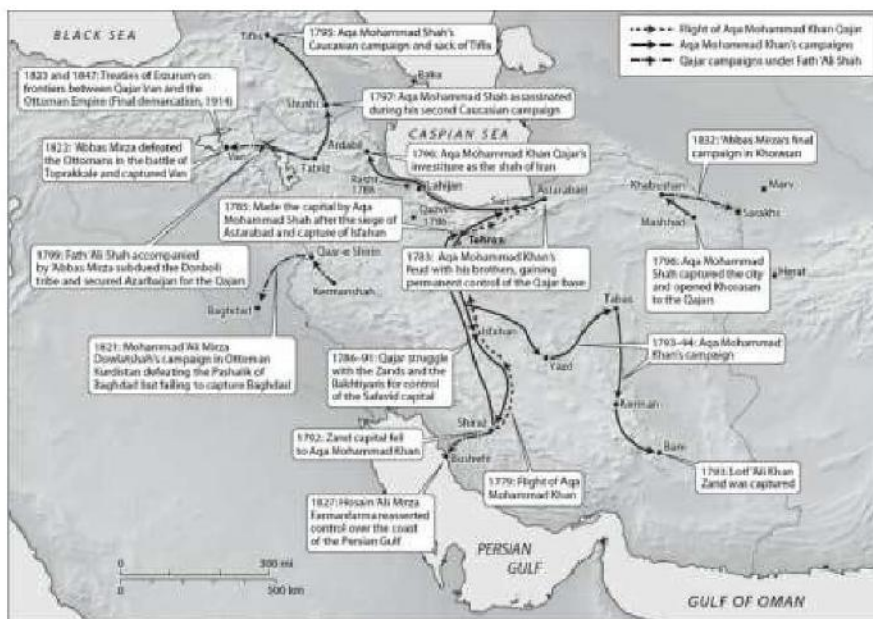 BLACK SEA
Tiflis
1795: Aqa Mohammad Shah's
Caucasian campaign and sack of Tiflis
Flight of Aqa Mohammad Khan Qajar
Aqa Mohammad Khan's campaigns
Qajar campaigns under Fath 'Ali Shah
1823 and 1847: Treaties of Erzurum on
frontiers between Qajar Iran and the
Ottoman Empire (Final demarcation, 1914)
Baku
Shushi
1797: Aqa Mohammad Shah assassinated
during his second Caucasian campaign
CASPIAN SEA
1822: 'Abbas Mirza defeated
the Ottomans in the battle of
Toprakkale and captured Van
Van
Tabriz
Ardabil
1796: Aqa Mohammad Khan Qajar's
investiture as the shah of Iran
1832: 'Abbas Mirza's final
campaign in Khorasan
Rasht
1788
Lahijan
Sari
Astarabad
Khabushan
Marv
Sarakhs
Mashhad
1785: Made the capital by Aqa
Mohammad Shah after the siege of
Astarabad and capture of Isfahan
Qazvin
1786
Tehran
1799: Fath 'Ali Shah accompanied
by 'Abbas Mirza subdued the Donboli
tribe and secured Azarbaijan for the Qajars
Qasr-e Shirin
Kermanshah
Baghdad
1783: Aqa Mohammad Khan's
feud with his brothers, gaining
permanent control of the Qajar base
1796: Aqa Mohammad
Shah captured the city
and opened Khorasan
to the Qajars
Herat
Tabas
1821: Mohammad 'Ali Mirza
Dowlatshah's campaign in Ottoman
Kurdistan defeating the Pashalik of
Baghdad but failing to capture Baghdad
1786–91: Qajar struggle
with the Zands and the
Bakhtiyaris for control
of the Safavid capital
Isfahan
Yazd
1793–94: Aqa Mohammad
Khan's campaign
Kerman
Bam
Shiraz
1792: Zand capital fell
to Aqa Mohammad Khan
Bushehr
1779: Flight of Aqa
Mohammad Khan
1793: Lotf 'Ali Khan
Zand was captured
1827: Hosain 'Ali Mirza
Farmanfarma reasserted
control over the coast
of the Persian Gulf
PERSIAN
GULF
GULF OF OMAN
0 300 mi
0 500 km